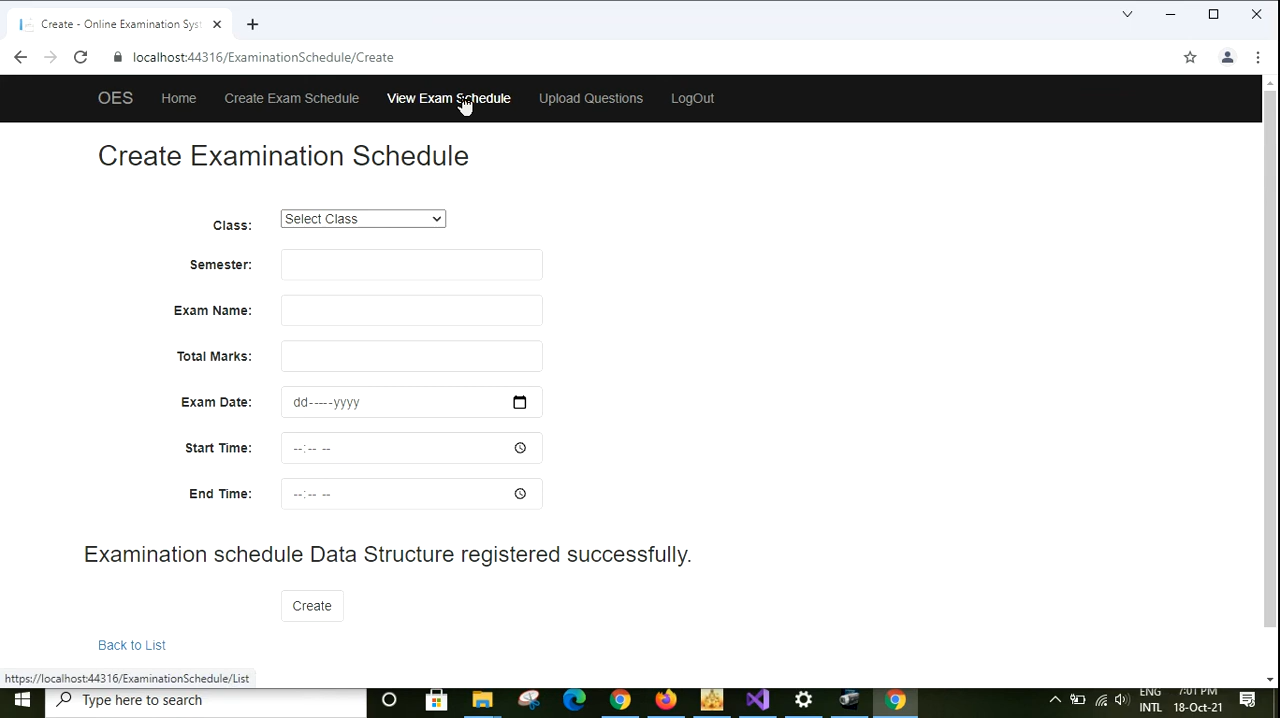 Create - Online Examination Syst
localhost:44316/ExaminationSchedule/Create
OES Home Create Exam Schedule View Exam Schedule Upload Questions LogOut
Create Examination Schedule
Class: Select Class
Semester:
Exam Name:
Total Marks:
Exam Date: dd-----yyyy
Start Time: --:-- --
End Time: --:-- --
Examination schedule Data Structure registered successfully.
Create
Back to List
https://localhost:44316/ExaminationSchedule/List
Type here to search
ENG 7:01 PM
INTL 18-Oct-21